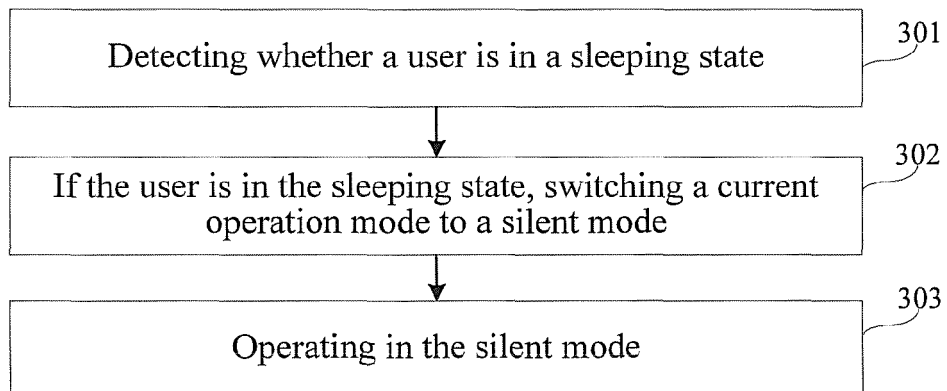 301
Detecting whether a user is in a sleeping state
302
If the user is in the sleeping state, switching a current
operation mode to a silent mode
303
Operating in the silent mode